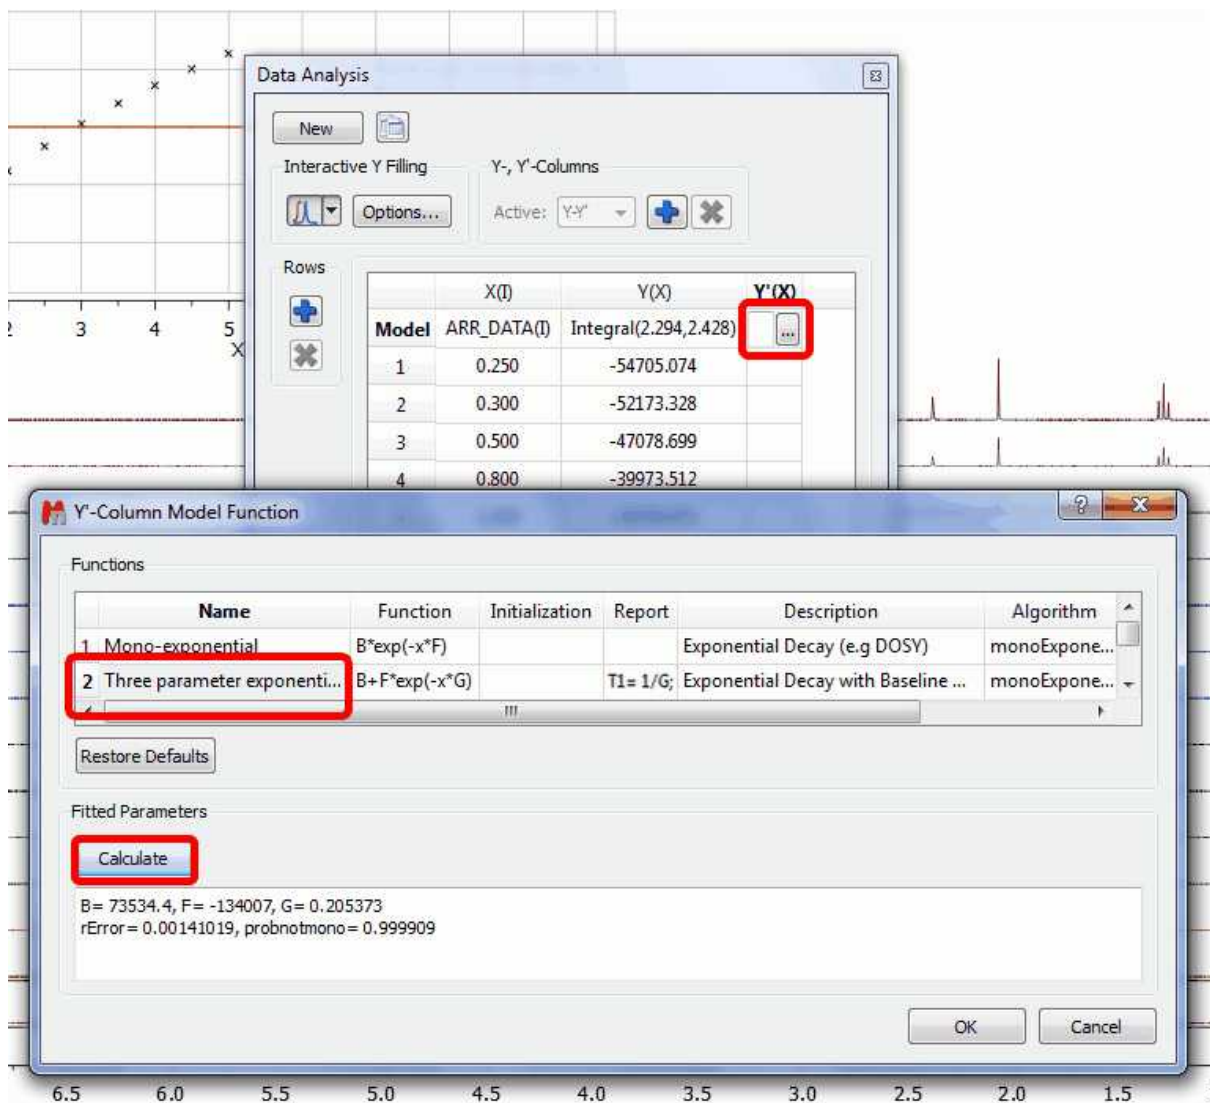 Data Analysis
New
Interactive Y Filling
Y-, Y'-Columns
Options...
Active:
Y-Y'
Rows
X(I) Y(X) Y'(X)
Model ARR_DATA(I) Integral(2.294,2.428) ...
1 0.250 -54705.074
2 0.300 -52173.328
3 0.500 -47078.699
4 0.800 -39973.512
3 4 5
X
Y'-Column Model Function
Functions
Name Function Initialization Report Description Algorithm
1 Mono-exponential B*exp(-x*F) Exponential Decay (e.g DOSY) monoExpone...
2 Three parameter exponenti... B+F*exp(-x*G) T1= 1/G; Exponential Decay with Baseline ... monoExpone...
Restore Defaults
Fitted Parameters
Calculate
B= 73534.4, F= -134007, G= 0.205373
rError= 0.00141019, probnotmono= 0.999909
OK Cancel
6.5 6.0 5.5 5.0 4.5 4.0 3.5 3.0 2.5 2.0 1.5